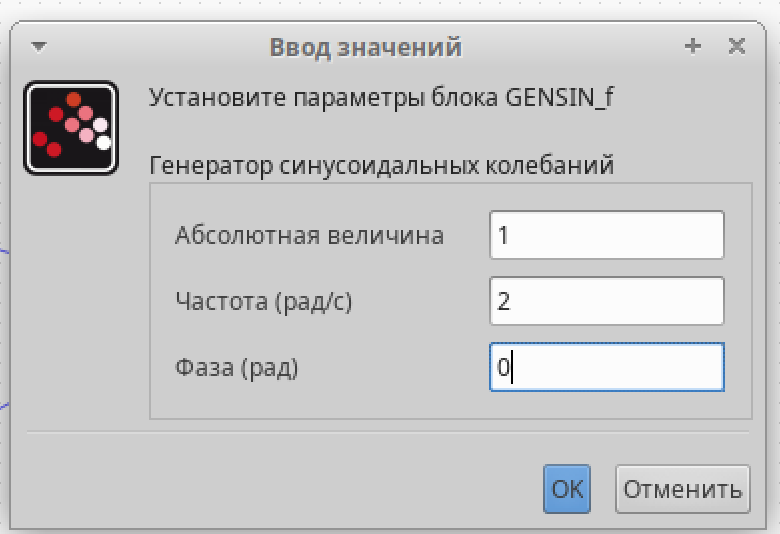 Ввод значений
Установите параметры блока GENSIN_f
Генератор синусоидальных колебаний
Абсолютная величина 1
Частота (рад/с) 2
Фаза (рад) 0
OK Отменить